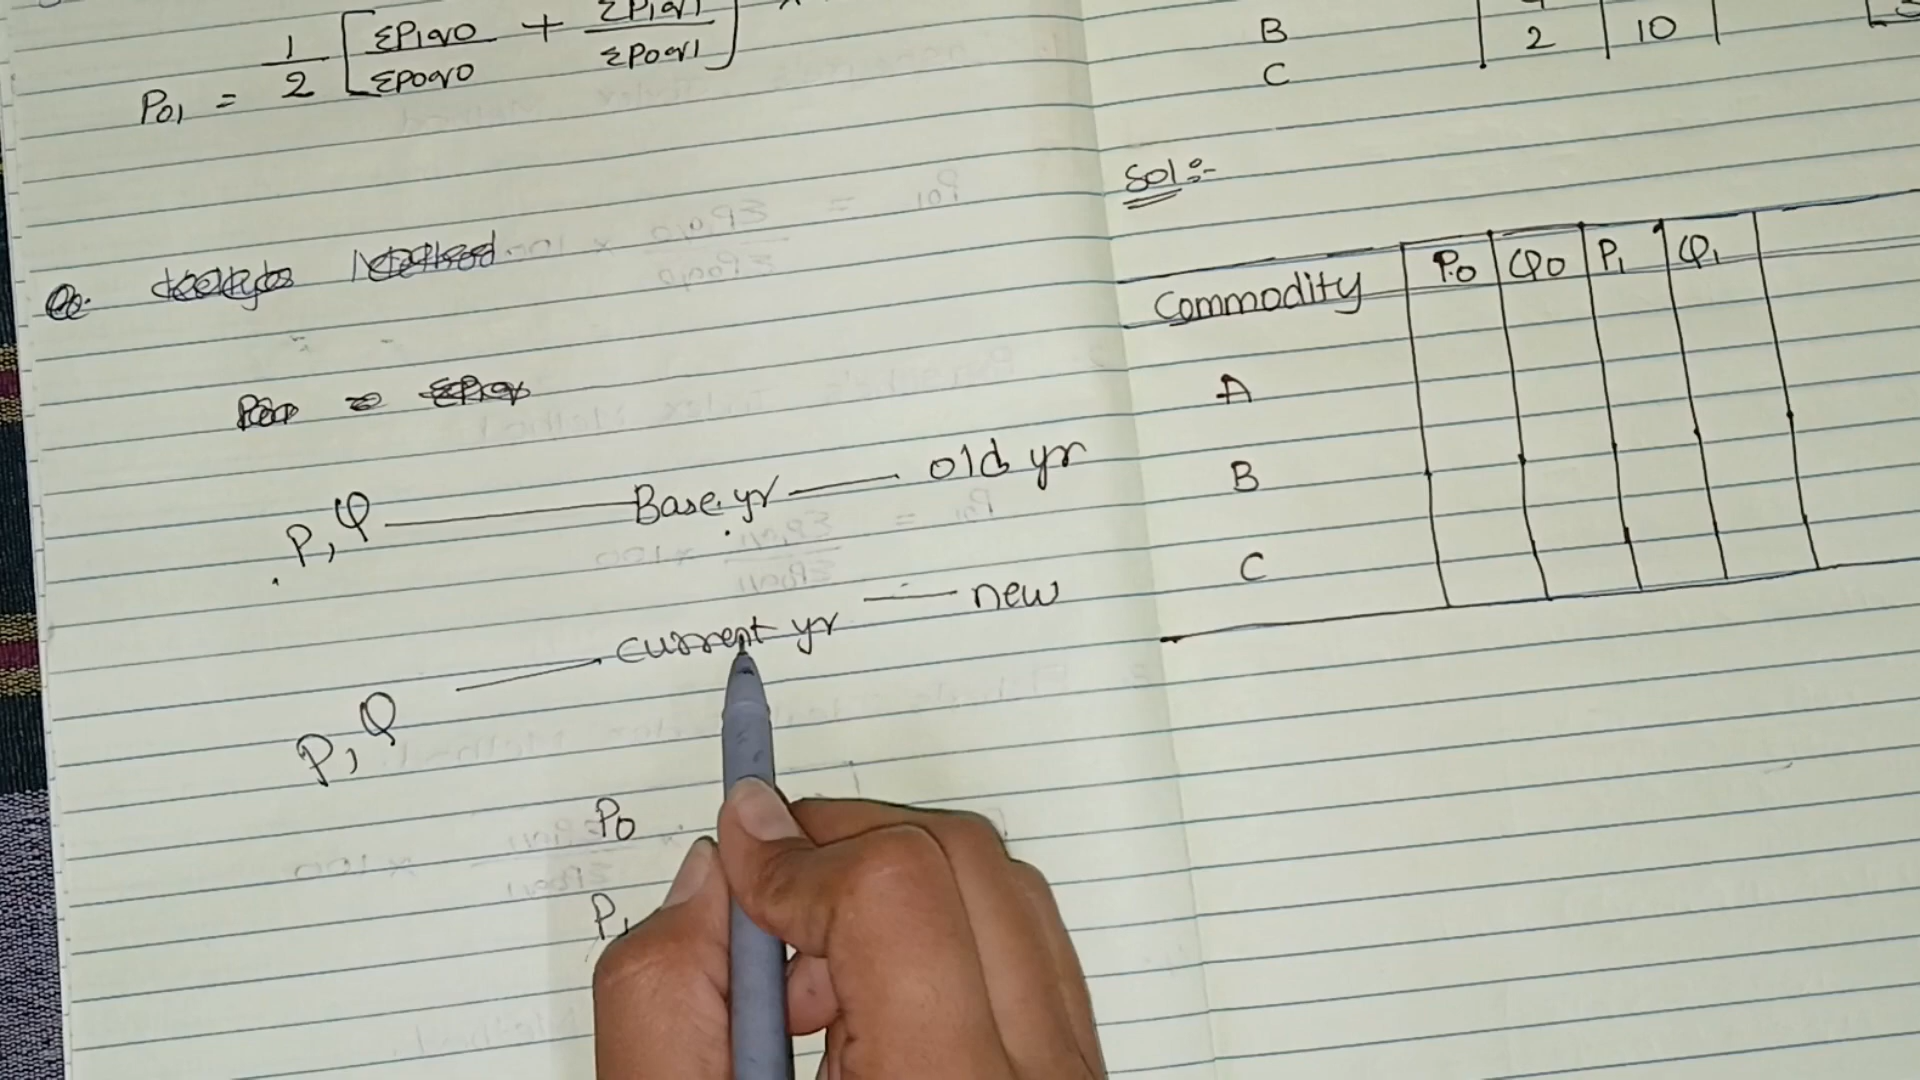 P01 = 1/2 [ΣP1q0/ΣP0q0 + ΣP1q1/ΣP0q1]
P, Q — Base yr — old yr
P, Q — current yr — new
P0
P1
B 2 10
C
Sol :-
Commodity P0 Q0 P1 Q1
A
B
C